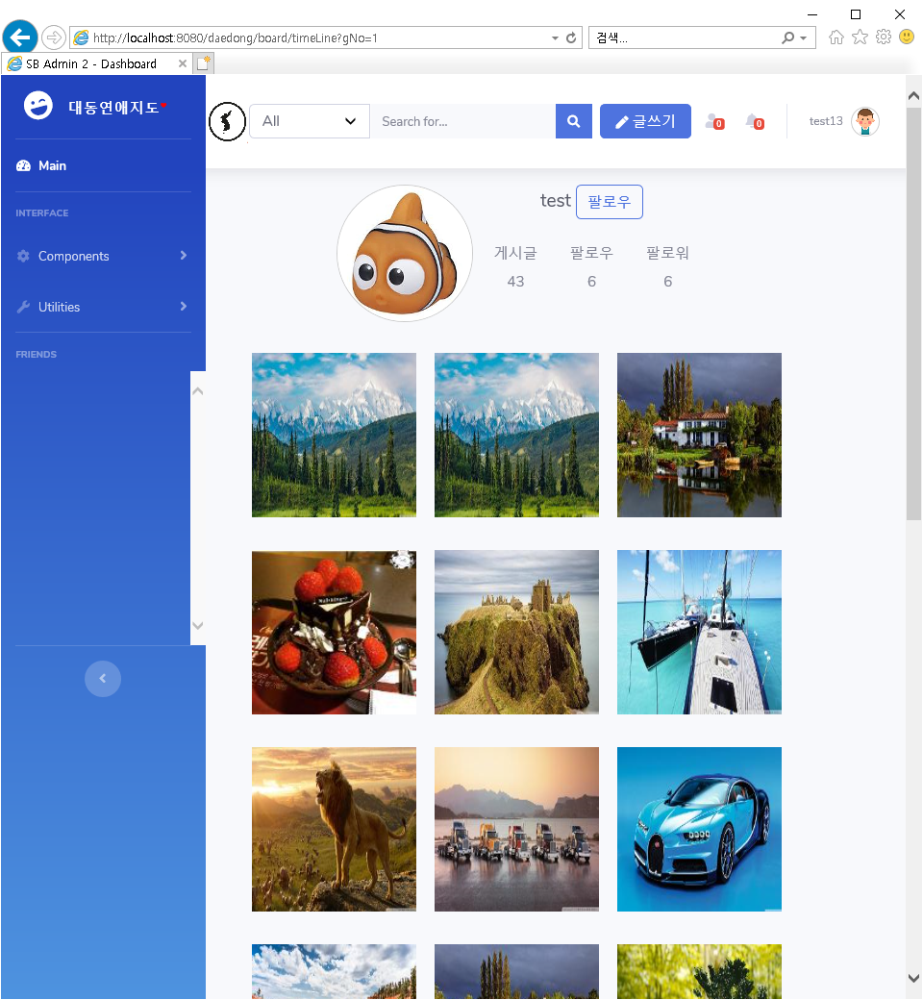 http://localhost:8080/daedong/board/timeLine?gNo=1
검색...
SB Admin 2 - Dashboard
대동연애지도
All
Search for...
글쓰기
0
0
test13
Main
INTERFACE
Components
Utilities
FRIENDS
test 팔로우
게시글 팔로우 팔로워
43 6 6